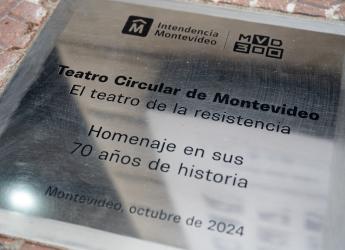 Intendencia
Montevideo
MVD
300
Teatro Circular de Montevideo
El teatro de la resistencia
Homenaje en sus
70 años de historia
Montevideo, octubre de 2024